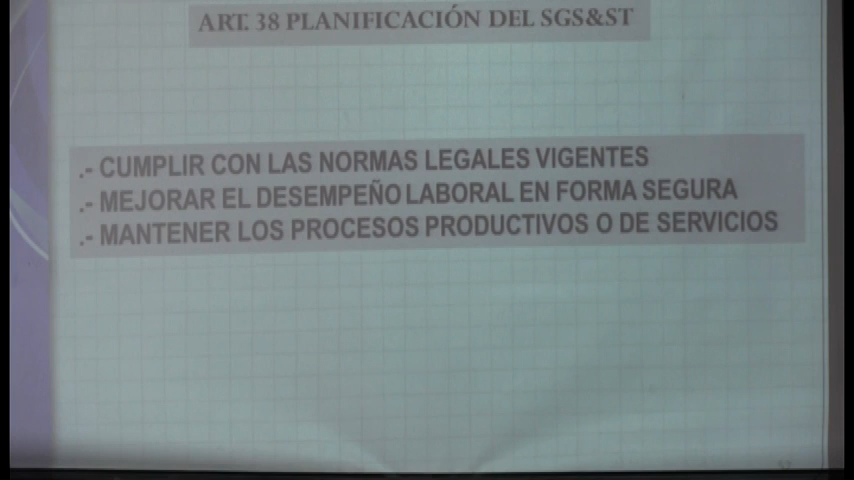 ART. 38 PLANIFICACIÓN DEL SGS&ST
.- CUMPLIR CON LAS NORMAS LEGALES VIGENTES
.- MEJORAR EL DESEMPEÑO LABORAL EN FORMA SEGURA
.- MANTENER LOS PROCESOS PRODUCTIVOS O DE SERVICIOS